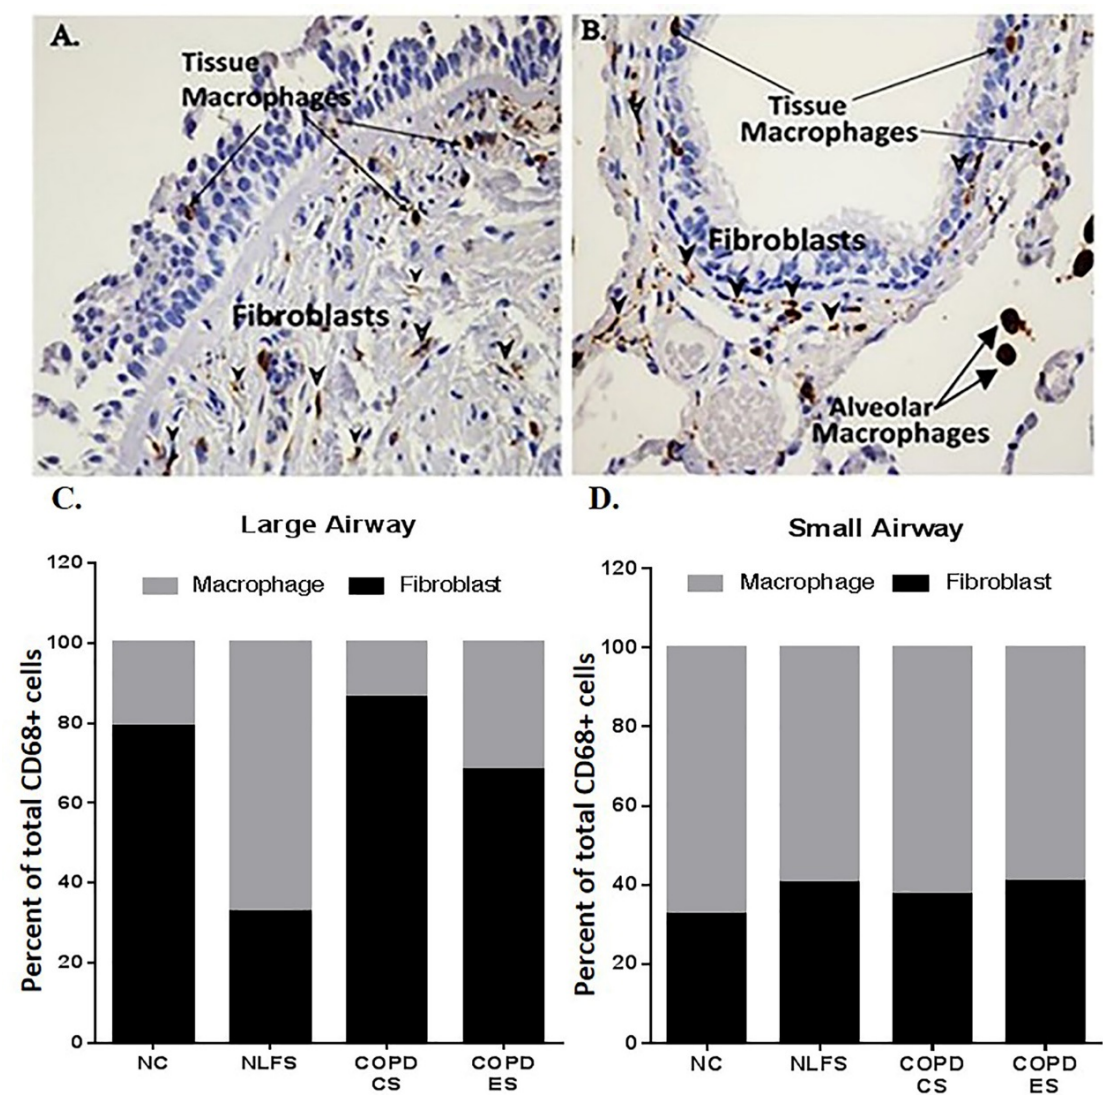 A.
Tissue
Macrophages
Fibroblasts
B.
Tissue
Macrophages
Fibroblasts
Alveolar
Macrophages
C.
Large Airway
Macrophage Fibroblast
Percent of total CD68+ cells
120
100
80
60
40
20
0
NC NLFS COPD COPD
CS ES
D.
Small Airway
Macrophage Fibroblast
Percent of total CD68+ cells
120
100
80
60
40
20
0
NC NLFS COPD COPD
CS ES